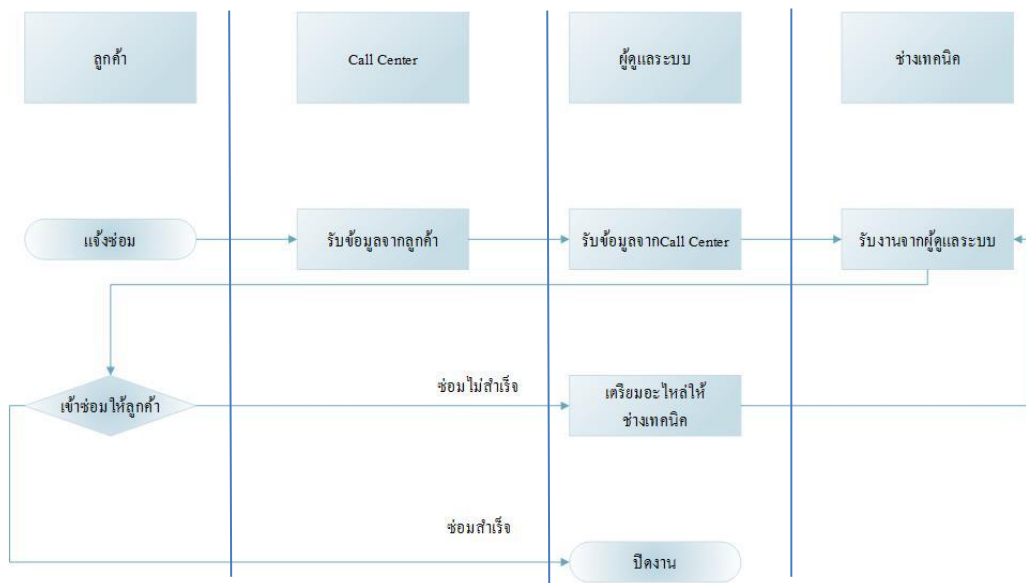 ลูกค้า
Call Center
ผู้ดูแลระบบ
ช่างเทคนิค
แจ้งซ่อม
รับข้อมูลจากลูกค้า
รับข้อมูลจากCall Center
รับงานจากผู้ดูแลระบบ
เข้าซ่อมให้ลูกค้า
ซ่อมไม่สำเร็จ
เตรียมอะไหล่ให้
ช่างเทคนิค
ซ่อมสำเร็จ
ปิดงาน